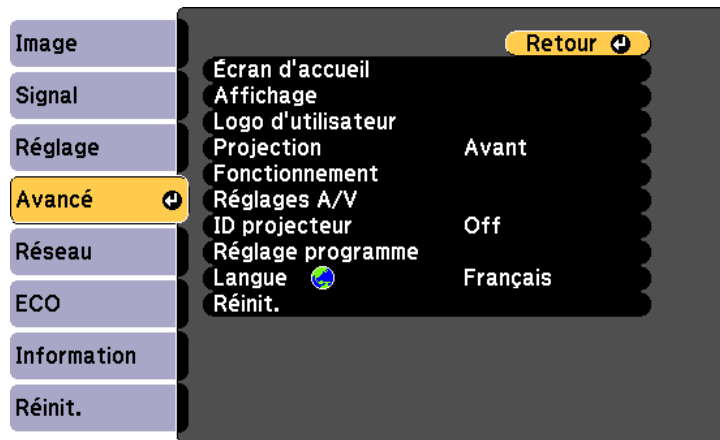 Image
Signal
Réglage
Avancé
Réseau
ECO
Information
Réinit.
Retour
Écran d'accueil
Affichage
Logo d'utilisateur
Projection Avant
Fonctionnement
Réglages A/V
ID projecteur Off
Réglage programme
Langue Français
Réinit.